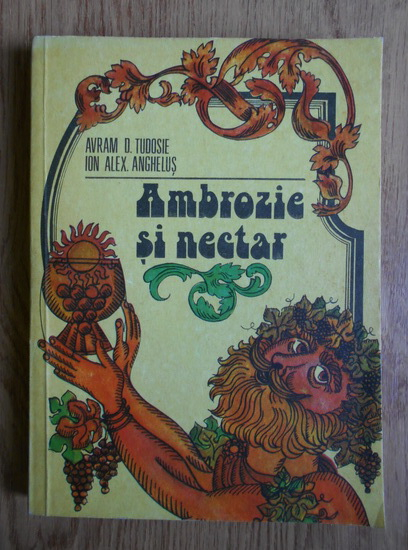 AVRAM D. TUDOSIE
ION ALEX. ANGHELUȘ
Ambrozie
și nectar